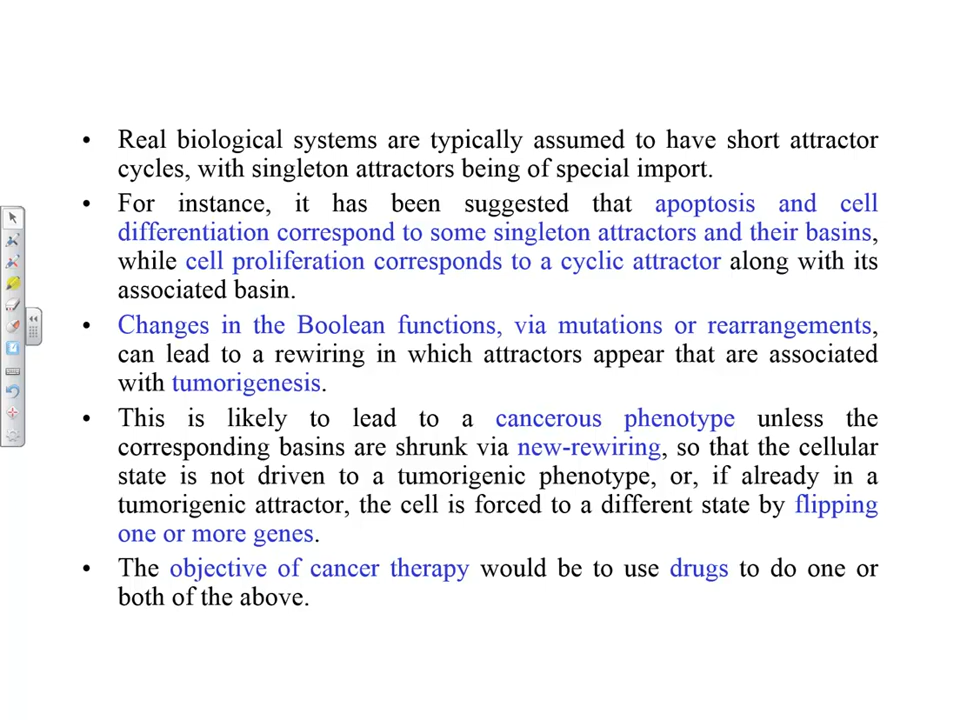 • Real biological systems are typically assumed to have short attractor
cycles, with singleton attractors being of special import.
• For instance, it has been suggested that apoptosis and cell
differentiation correspond to some singleton attractors and their basins,
while cell proliferation corresponds to a cyclic attractor along with its
associated basin.
• Changes in the Boolean functions, via mutations or rearrangements,
can lead to a rewiring in which attractors appear that are associated
with tumorigenesis.
• This is likely to lead to a cancerous phenotype unless the
corresponding basins are shrunk via new-rewiring, so that the cellular
state is not driven to a tumorigenic phenotype, or, if already in a
tumorigenic attractor, the cell is forced to a different state by flipping
one or more genes.
• The objective of cancer therapy would be to use drugs to do one or
both of the above.